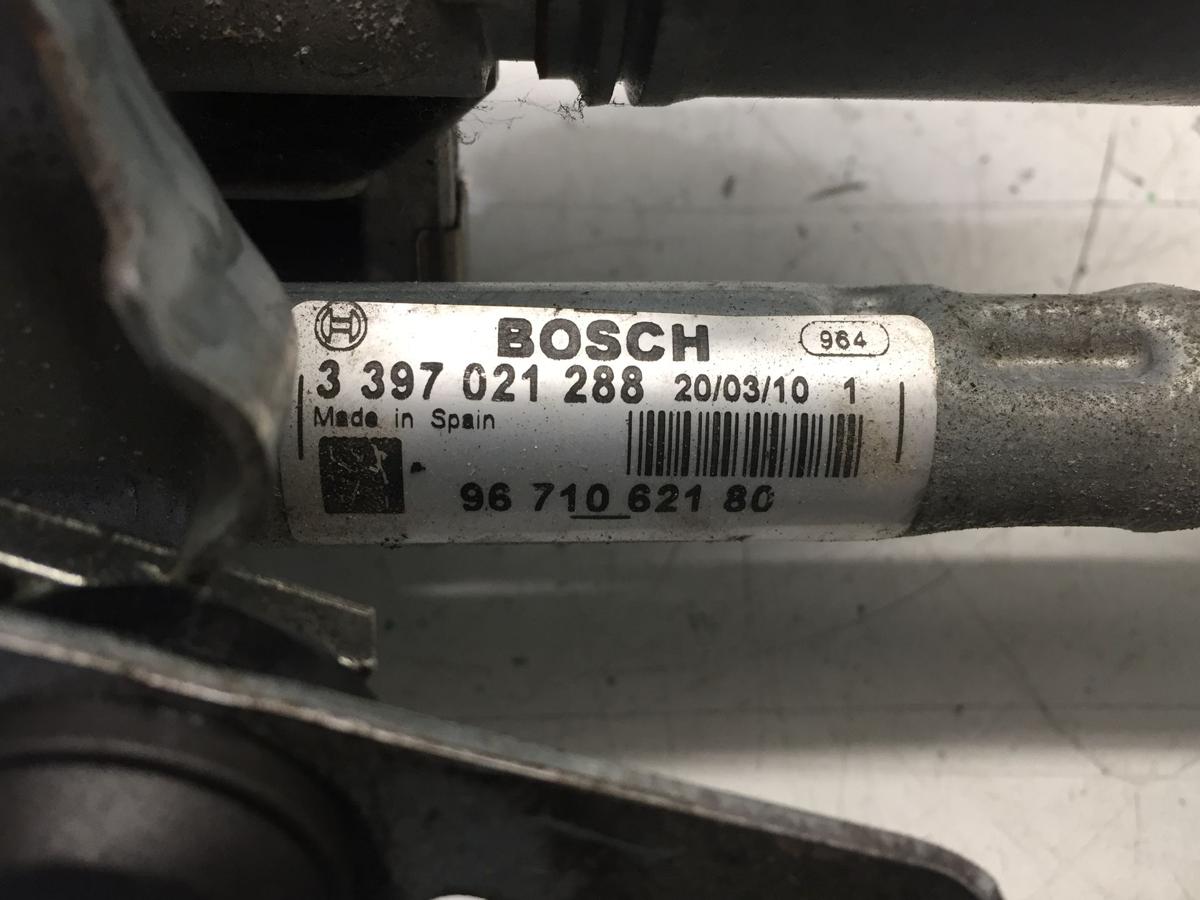 BOSCH 964
3 397 021 288 20/03/10 1
Made in Spain
96 710 621 80